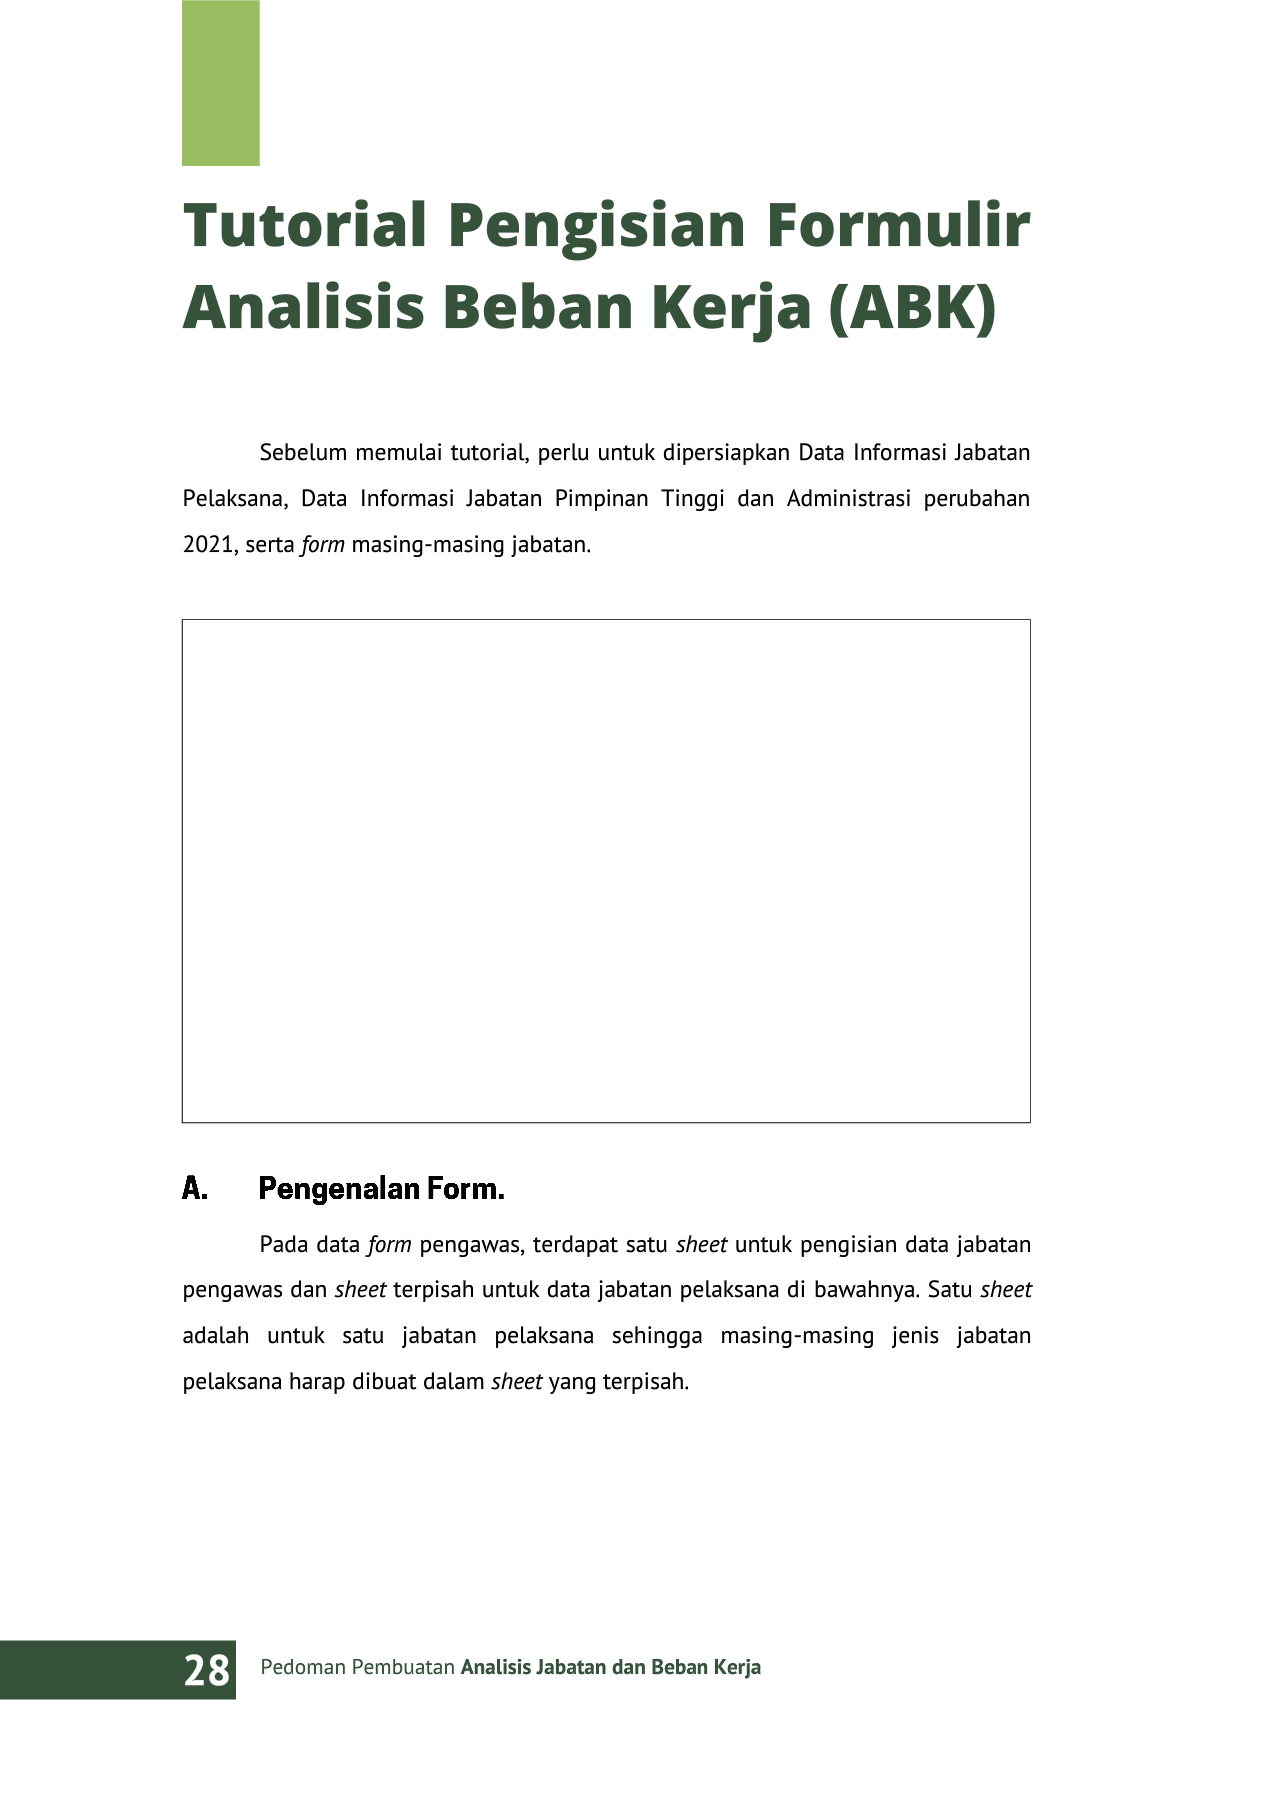 Tutorial Pengisian Formulir
Analisis Beban Kerja (ABK)
Sebelum memulai tutorial, perlu untuk dipersiapkan Data Informasi Jabatan
Pelaksana, Data Informasi Jabatan Pimpinan Tinggi dan Administrasi perubahan
2021, serta form masing-masing jabatan.
A. Pengenalan Form.
Pada data form pengawas, terdapat satu sheet untuk pengisian data jabatan
pengawas dan sheet terpisah untuk data jabatan pelaksana di bawahnya. Satu sheet
adalah untuk satu jabatan pelaksana sehingga masing-masing jenis jabatan
pelaksana harap dibuat dalam sheet yang terpisah.
28 Pedoman Pembuatan Analisis Jabatan dan Beban Kerja